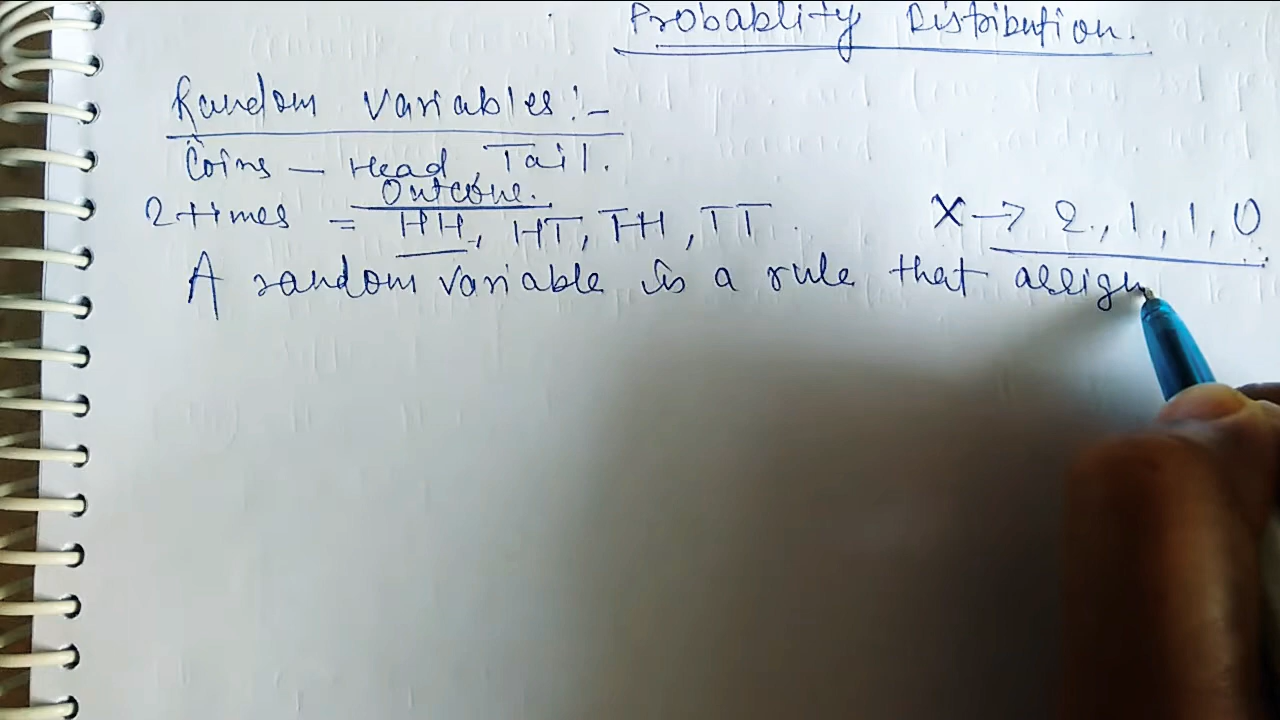 Probablity Distribution.
Random Variables:-
Coins - Head, Tail.
Outcome.
2 times = HH, HT, TH, TT X → 2, 1, 1, 0
A random variable is a rule that assign